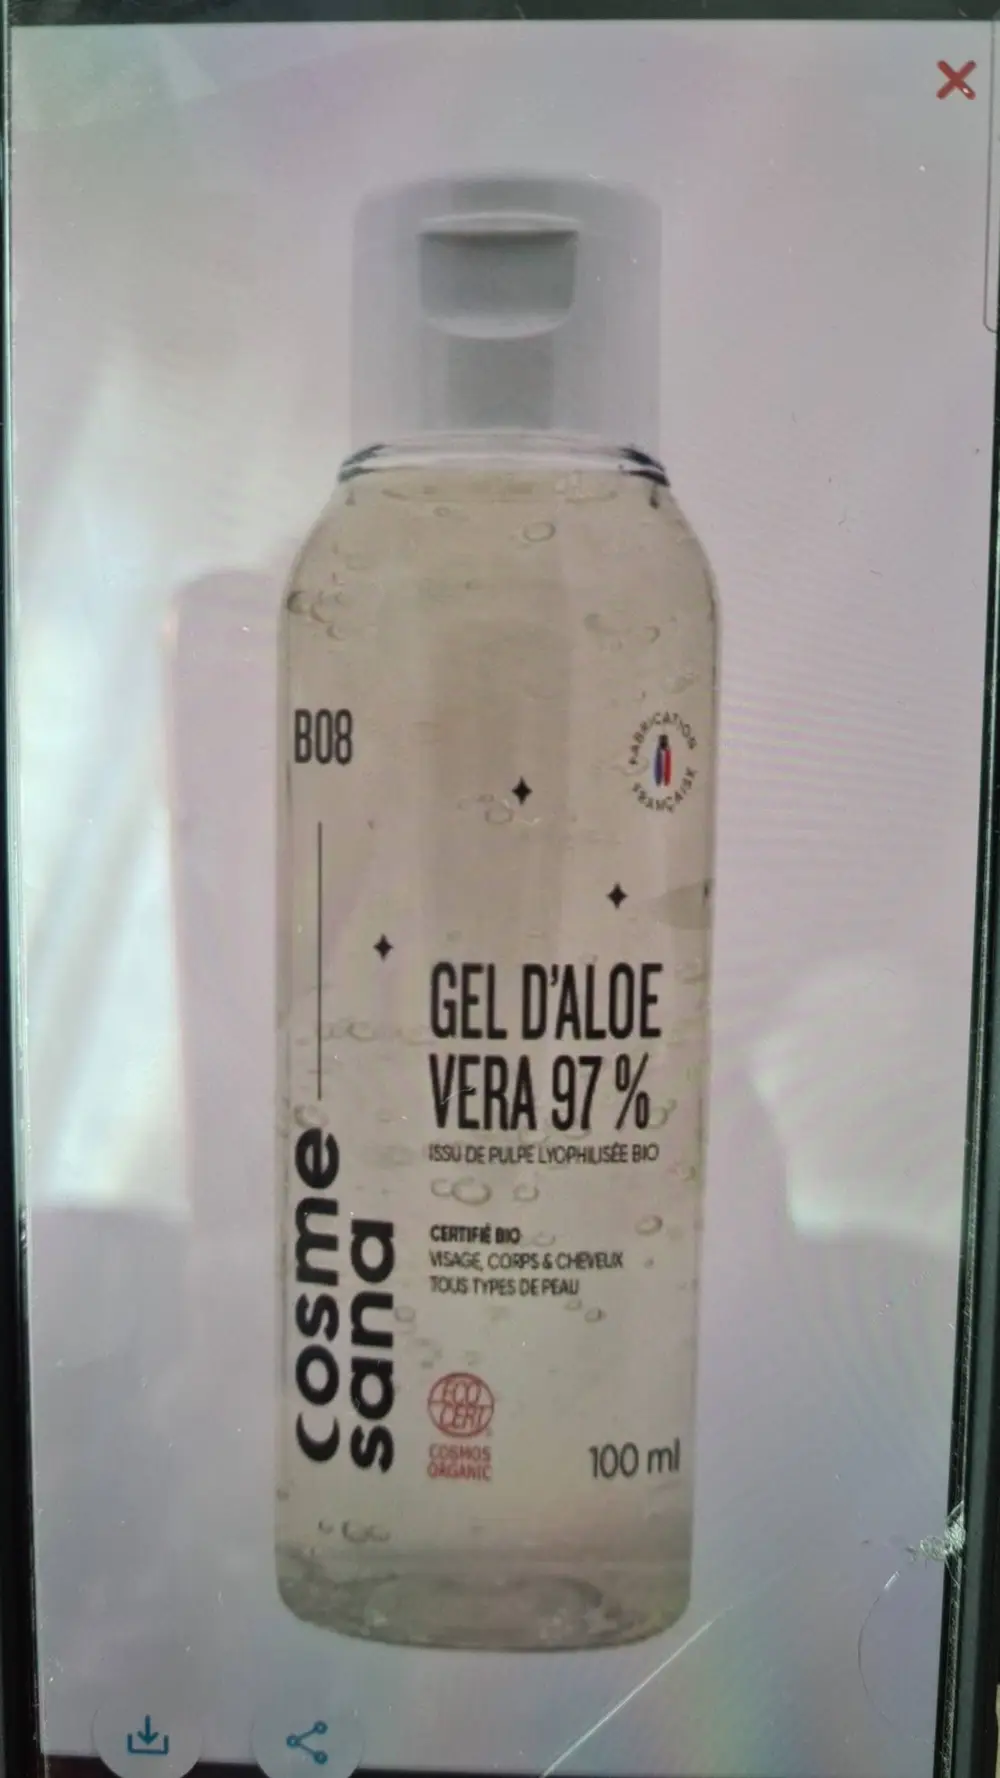 B08
FABRICATION FRANÇAISE
GEL D'ALOE
VERA 97 %
ISSU DE PULPE LYOPHILISÉE BIO
CERTIFIÉ BIO
VISAGE, CORPS & CHEVEUX
TOUS TYPES DE PEAU
cosme
sana
ECO
CERT
COSMOS
ORGANIC
100 ml